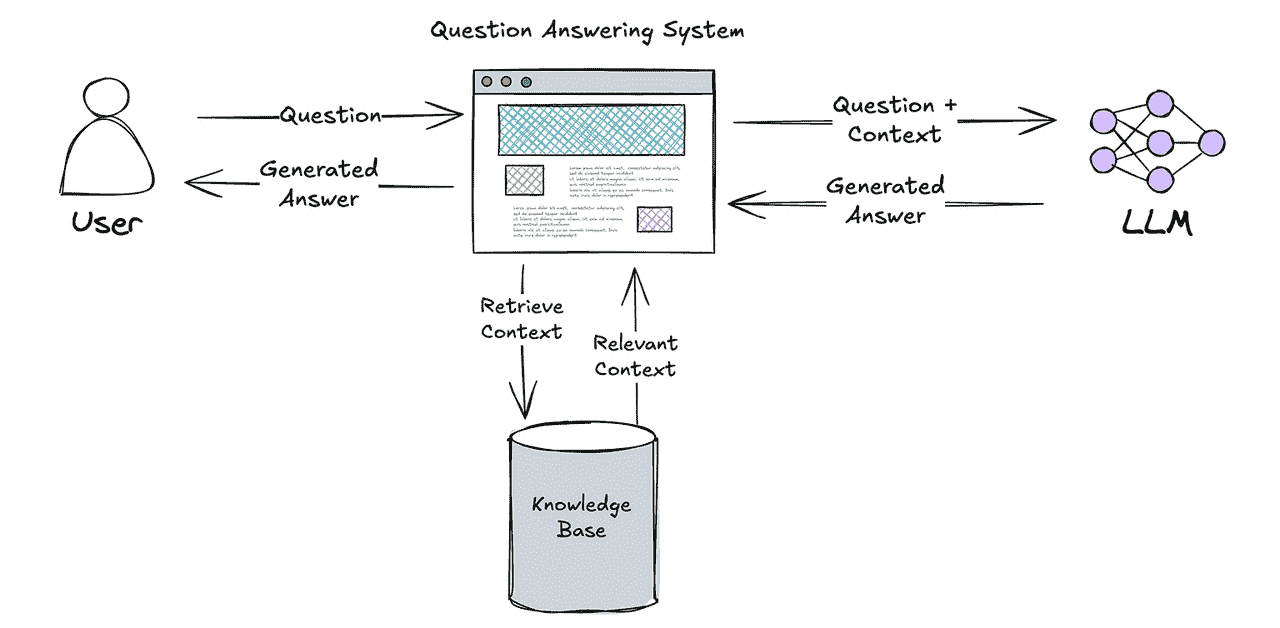 Question Answering System
Question
Generated
Answer
User
Question +
Context
Generated
Answer
LLM
Retrieve
Context
Relevant
Context
Knowledge
Base